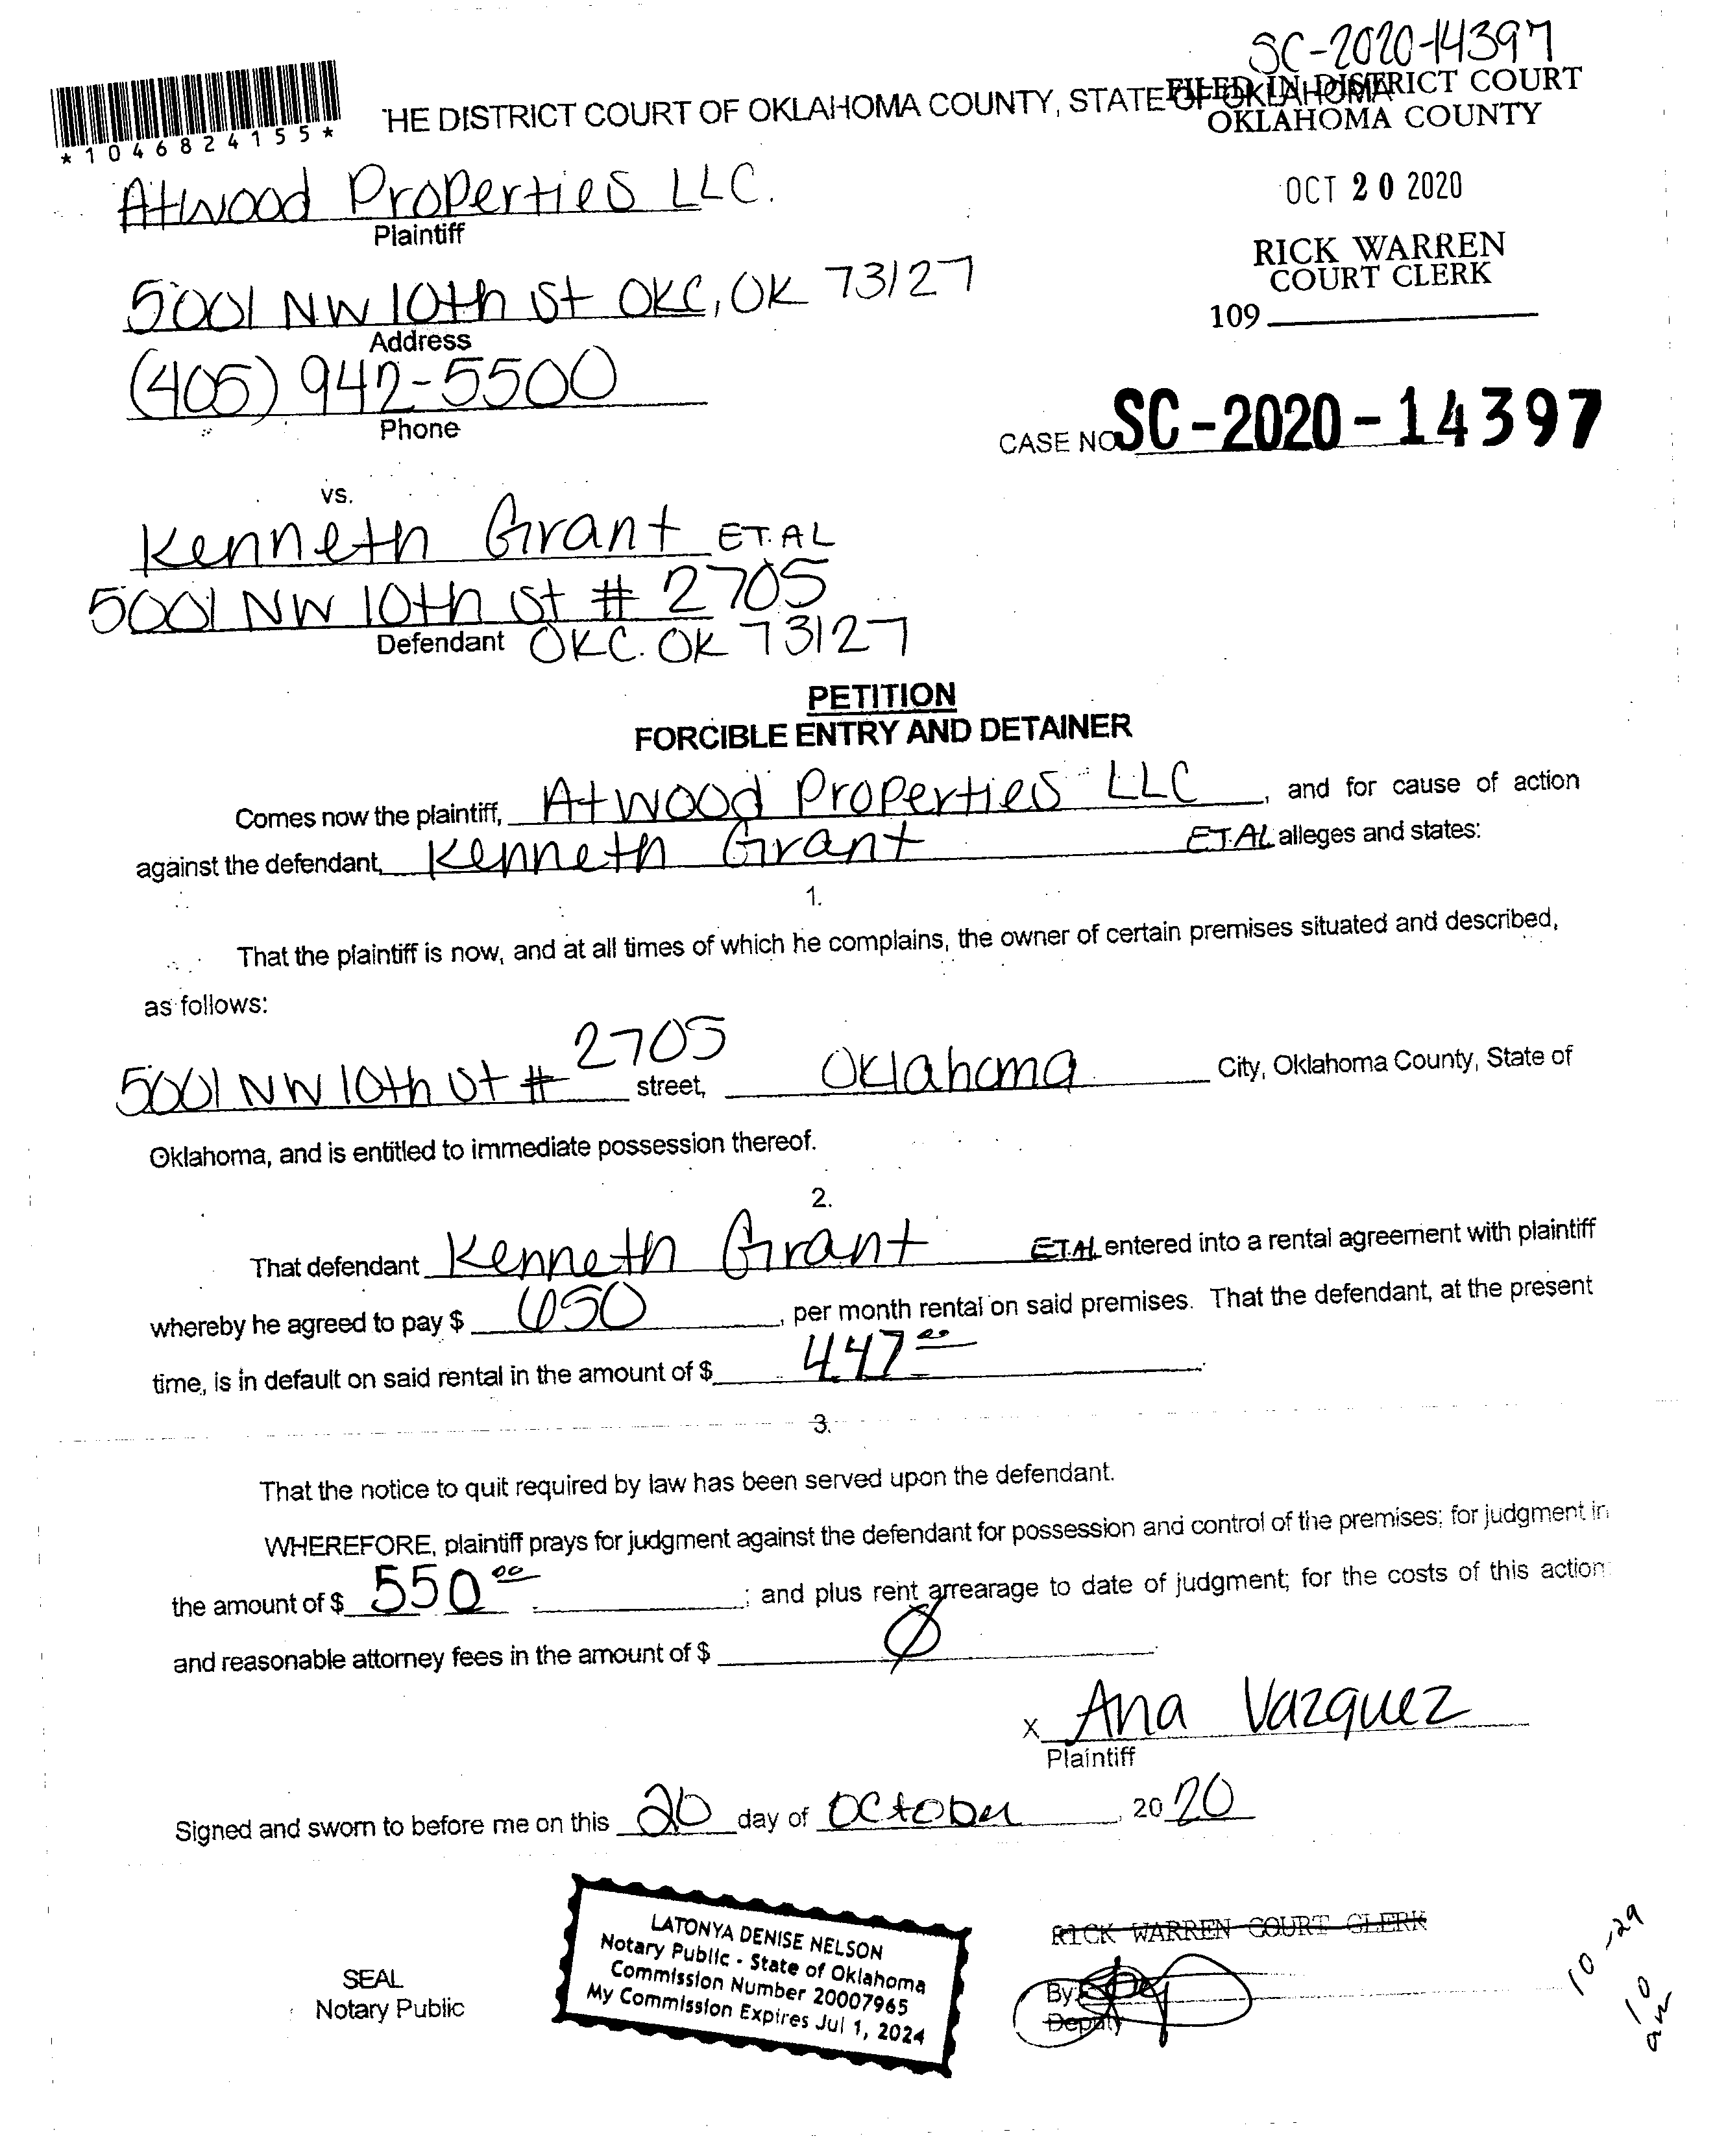 SC-2020-14397
FILED IN DISTRICT COURT
OKLAHOMA COUNTY
*1046824155*
HE DISTRICT COURT OF OKLAHOMA COUNTY, STATE OF OKLAHOMA
OCT 20 2020
RICK WARREN
COURT CLERK
109
Atwood Properties LLC.
Plaintiff
5001 NW 10th St OKC, OK 73127
Address
(405) 942-5500
Phone
CASE NO SC-2020-14397
vs.
Kenneth Grant ET.AL
5001 NW 10th St # 2705
Defendant OKC. OK 73127
PETITION
FORCIBLE ENTRY AND DETAINER
Comes now the plaintiff, Atwood Properties LLC, and for cause of action
against the defendant, Kenneth Grant ET.AL alleges and states:
1.
That the plaintiff is now, and at all times of which he complains, the owner of certain premises situated and described,
as follows:
5001 NW 10th St # 2705 street, Oklahoma City, Oklahoma County, State of
Oklahoma, and is entitled to immediate possession thereof.
2.
That defendant Kenneth Grant ET.AL entered into a rental agreement with plaintiff
whereby he agreed to pay $ 650, per month rental on said premises. That the defendant, at the present
time, is in default on said rental in the amount of $ 447.00.
3.
That the notice to quit required by law has been served upon the defendant.
WHEREFORE, plaintiff prays for judgment against the defendant for possession and control of the premises; for judgment in
the amount of $ 550.00; and plus rent arrearage to date of judgment; for the costs of this action
and reasonable attorney fees in the amount of $ Ø.
x Ana Vazquez
Plaintiff
Signed and sworn to before me on this 20 day of October, 2020
SEAL
Notary Public
LATONYA DENISE NELSON
Notary Public - State of Oklahoma
Commission Number 20007965
My Commission Expires Jul 1, 2024
RICK WARREN COURT CLERK
By:
Deputy
10-29
10
am